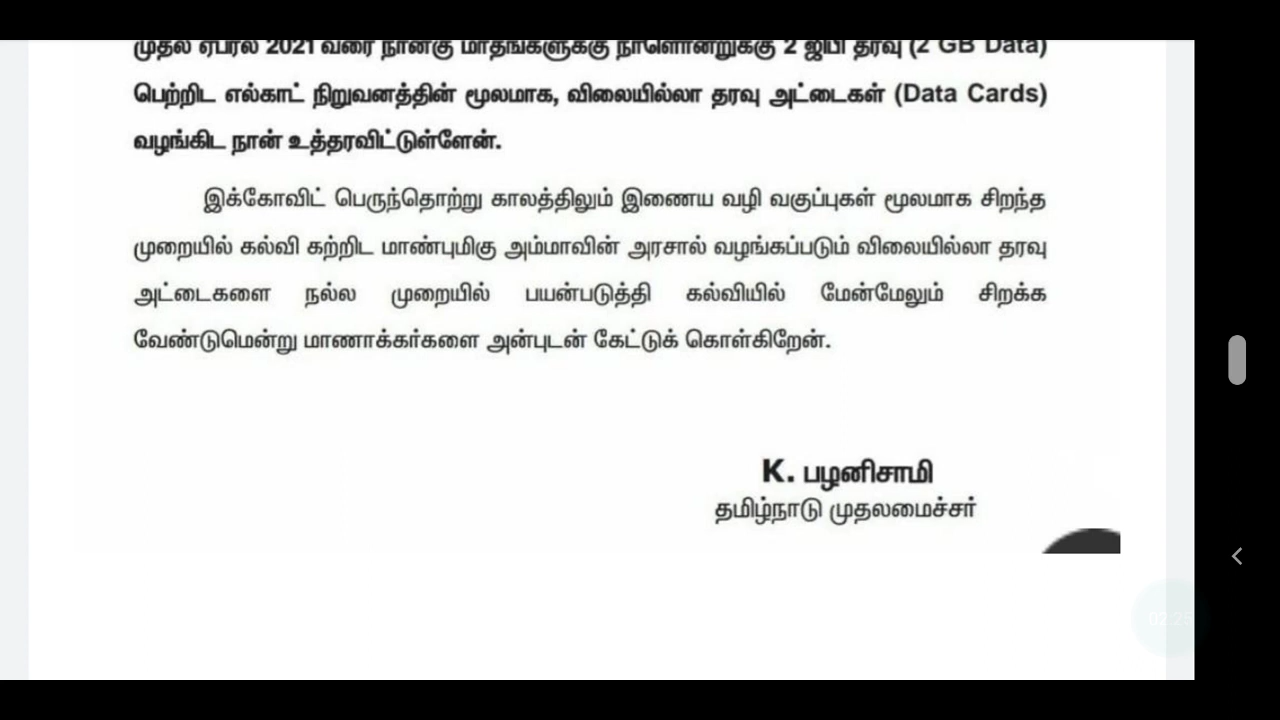 முதல் ஏப்ரல் 2021 வரை நான்கு மாதங்களுக்கு நாளொன்றுக்கு 2 ஜிபி தரவு (2 GB Data)
பெற்றிட எல்காட் நிறுவனத்தின் மூலமாக, விலையில்லா தரவு அட்டைகள் (Data Cards)
வழங்கிட நான் உத்தரவிட்டுள்ளேன்.
இக்கோவிட் பெருந்தொற்று காலத்திலும் இணைய வழி வகுப்புகள் மூலமாக சிறந்த
முறையில் கல்வி கற்றிட மாண்புமிகு அம்மாவின் அரசால் வழங்கப்படும் விலையில்லா தரவு
அட்டைகளை நல்ல முறையில் பயன்படுத்தி கல்வியில் மேன்மேலும் சிறக்க
வேண்டுமென்று மாணாக்கர்களை அன்புடன் கேட்டுக் கொள்கிறேன்.
K. பழனிசாமி
தமிழ்நாடு முதலமைச்சர்